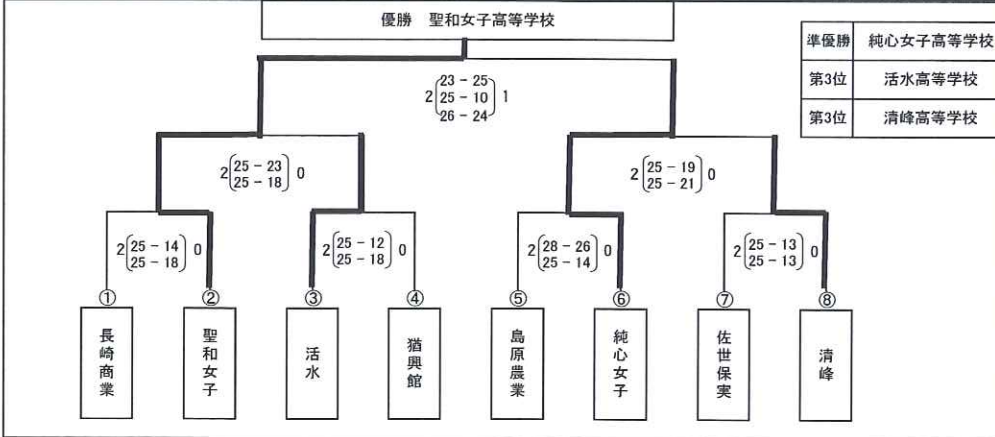 優勝 聖和女子高等学校
準優勝 純心女子高等学校
第3位 活水高等学校
第3位 清峰高等学校
23 - 25
2 25 - 10 1
26 - 24
2 25 - 23 0
25 - 18
2 25 - 19 0
25 - 21
2 25 - 14 0
25 - 18
2 25 - 12 0
25 - 18
2 28 - 26 0
25 - 14
2 25 - 13 0
25 - 13
① ② ③ ④ ⑤ ⑥ ⑦ ⑧
長崎商業
聖和女子
活水
猶興館
島原農業
純心女子
佐世保実
清峰